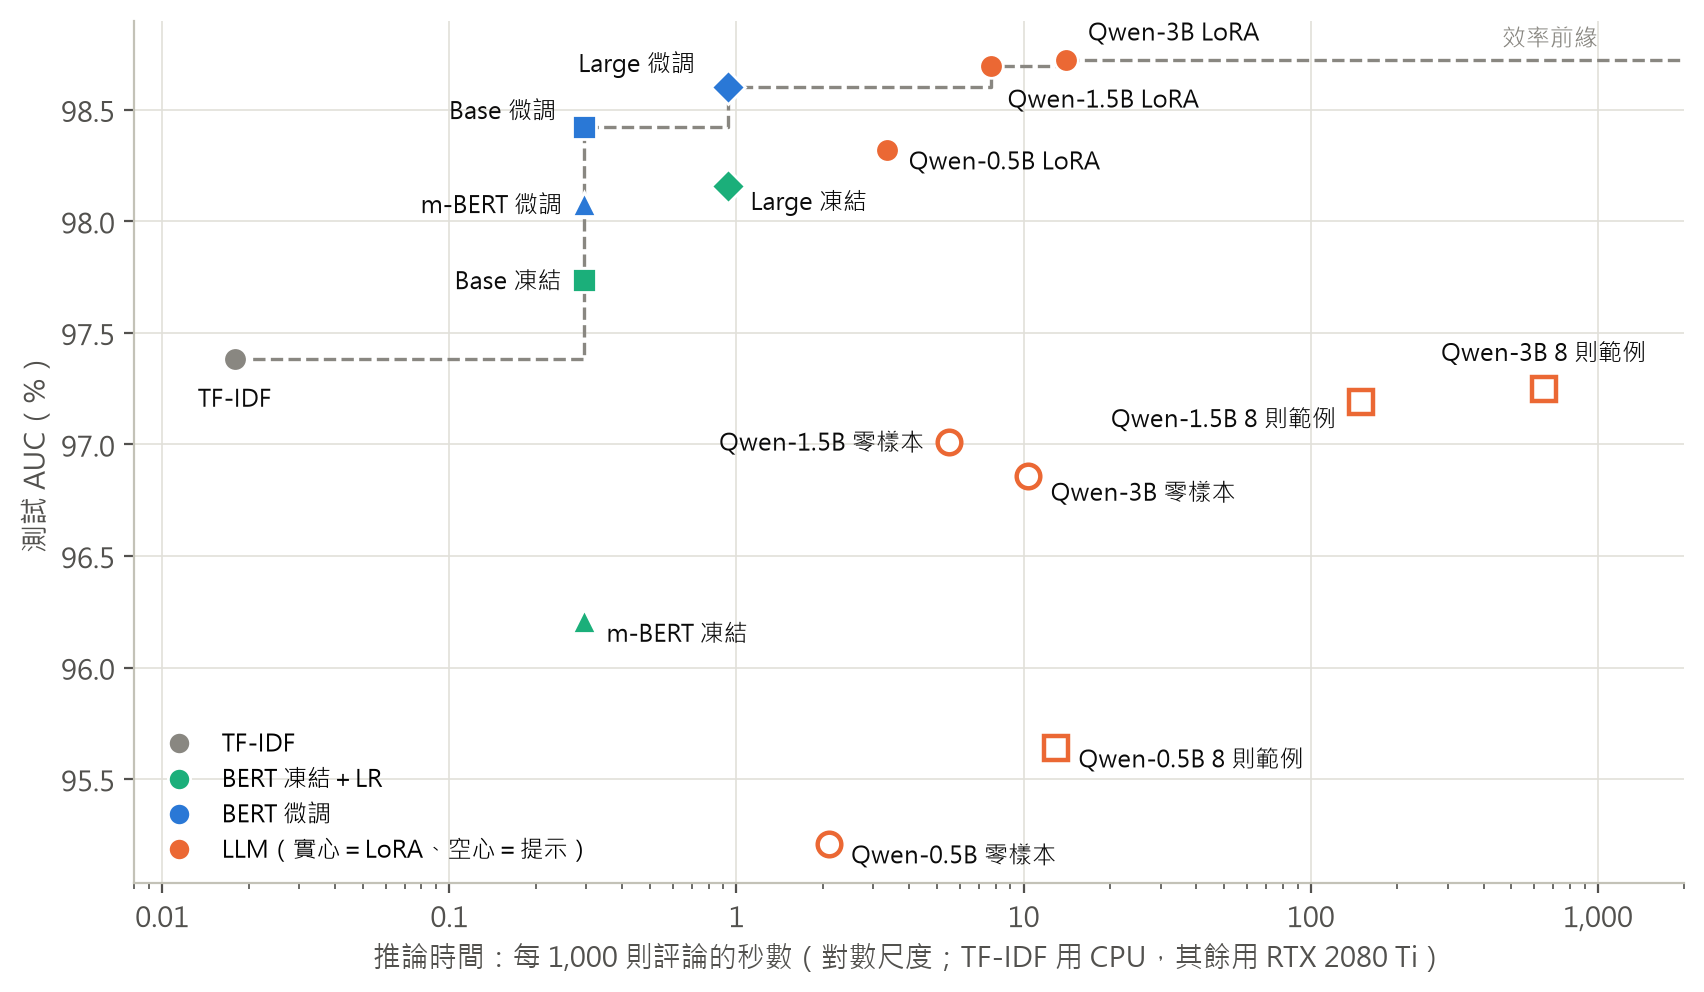 Qwen-3B LoRA
效率前緣
Large 微調
Qwen-1.5B LoRA
Base 微調
Qwen-0.5B LoRA
m-BERT 微調
Large 凍結
Base 凍結
TF-IDF
Qwen-3B 8 則範例
Qwen-1.5B 8 則範例
Qwen-1.5B 零樣本
Qwen-3B 零樣本
m-BERT 凍結
Qwen-0.5B 8 則範例
Qwen-0.5B 零樣本
98.5
98.0
97.5
97.0
96.5
96.0
95.5
測試 AUC（%）
TF-IDF
BERT 凍結 + LR
BERT 微調
LLM（實心＝LoRA、空心＝提示）
0.01 0.1 1 10 100 1,000
推論時間：每 1,000 則評論的秒數（對數尺度；TF-IDF 用 CPU，其餘用 RTX 2080 Ti）